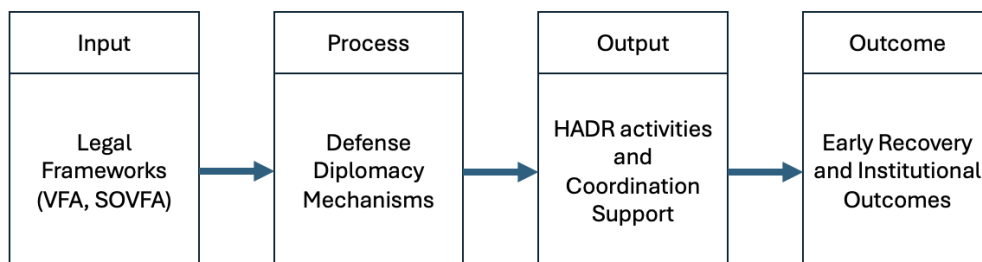 Input
Legal
Frameworks
(VFA, SOVFA)
Process
Defense
Diplomacy
Mechanisms
Output
HADR activities
and
Coordination
Support
Outcome
Early Recovery
and Institutional
Outcomes